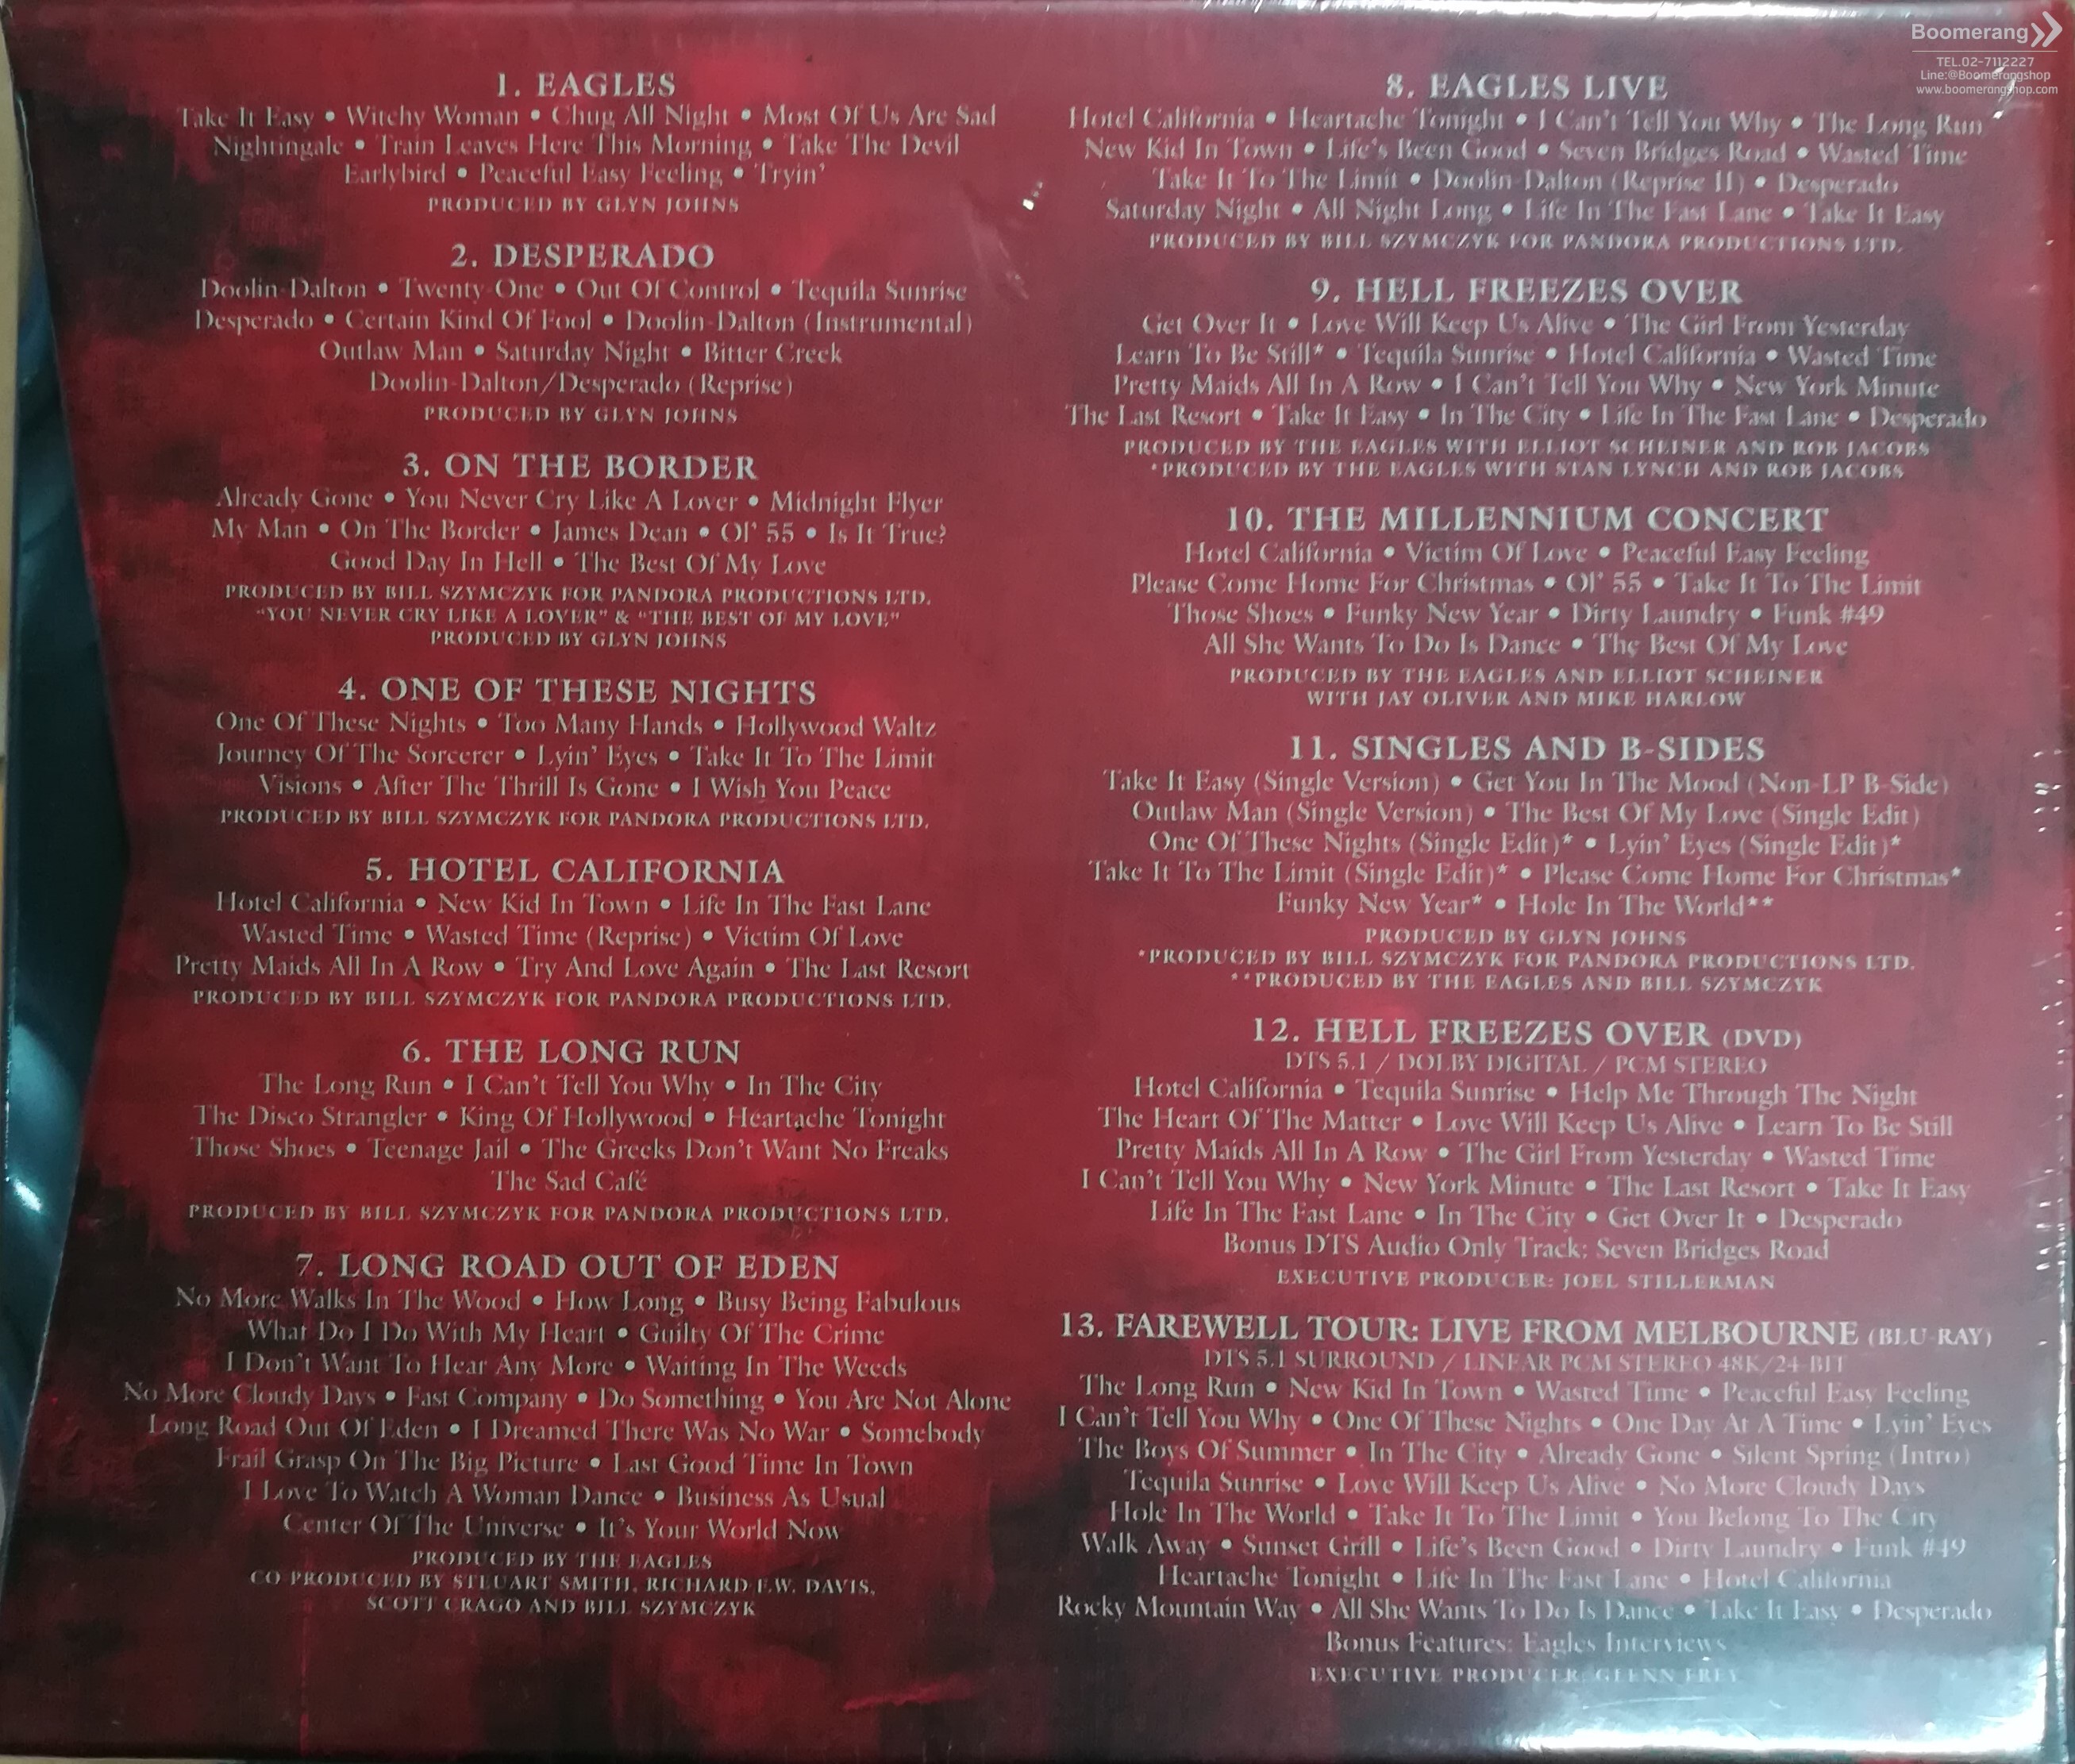 Boomerang
TEL.02-7112227
Line:@Boomerangshop
www.boomerangshop.com
1. EAGLES
Take It Easy • Witchy Woman • Chug All Night • Most Of Us Are Sad
Nightingale • Train Leaves Here This Morning • Take The Devil
Earlybird • Peaceful Easy Feeling • Tryin'
PRODUCED BY GLYN JOHNS
2. DESPERADO
Doolin-Dalton • Twenty-One • Out Of Control • Tequila Sunrise
Desperado • Certain Kind Of Fool • Doolin-Dalton (Instrumental)
Outlaw Man • Saturday Night • Bitter Creek
Doolin-Dalton/Desperado (Reprise)
PRODUCED BY GLYN JOHNS
3. ON THE BORDER
Already Gone • You Never Cry Like A Lover • Midnight Flyer
My Man • On The Border • James Dean • Ol' 55 • Is It True?
Good Day In Hell • The Best Of My Love
PRODUCED BY BILL SZYMCZYK FOR PANDORA PRODUCTIONS LTD.
"YOU NEVER CRY LIKE A LOVER" & "THE BEST OF MY LOVE"
PRODUCED BY GLYN JOHNS
4. ONE OF THESE NIGHTS
One Of These Nights • Too Many Hands • Hollywood Waltz
Journey Of The Sorcerer • Lyin' Eyes • Take It To The Limit
Visions • After The Thrill Is Gone • I Wish You Peace
PRODUCED BY BILL SZYMCZYK FOR PANDORA PRODUCTIONS LTD.
5. HOTEL CALIFORNIA
Hotel California • New Kid In Town • Life In The Fast Lane
Wasted Time • Wasted Time (Reprise) • Victim Of Love
Pretty Maids All In A Row • Try And Love Again • The Last Resort
PRODUCED BY BILL SZYMCZYK FOR PANDORA PRODUCTIONS LTD.
6. THE LONG RUN
The Long Run • I Can't Tell You Why • In The City
The Disco Strangler • King Of Hollywood • Heartache Tonight
Those Shoes • Teenage Jail • The Greeks Don't Want No Freaks
The Sad Café
PRODUCED BY BILL SZYMCZYK FOR PANDORA PRODUCTIONS LTD.
7. LONG ROAD OUT OF EDEN
No More Walks In The Wood • How Long • Busy Being Fabulous
What Do I Do With My Heart • Guilty Of The Crime
I Don't Want To Hear Any More • Waiting In The Weeds
No More Cloudy Days • Fast Company • Do Something • You Are Not Alone
Long Road Out Of Eden • I Dreamed There Was No War • Somebody
Frail Grasp On The Big Picture • Last Good Time In Town
I Love To Watch A Woman Dance • Business As Usual
Center Of The Universe • It's Your World Now
PRODUCED BY THE EAGLES
CO-PRODUCED BY STEUART SMITH, RICHARD F.W. DAVIS,
SCOTT CRAGO AND BILL SZYMCZYK
8. EAGLES LIVE
Hotel California • Heartache Tonight • I Can't Tell You Why • The Long Run
New Kid In Town • Life's Been Good • Seven Bridges Road • Wasted Time
Take It To The Limit • Doolin-Dalton (Reprise II) • Desperado
Saturday Night • All Night Long • Life In The Fast Lane • Take It Easy
PRODUCED BY BILL SZYMCZYK FOR PANDORA PRODUCTIONS LTD.
9. HELL FREEZES OVER
Get Over It • Love Will Keep Us Alive • The Girl From Yesterday
Learn To Be Still* • Tequila Sunrise • Hotel California • Wasted Time
Pretty Maids All In A Row • I Can't Tell You Why • New York Minute
The Last Resort • Take It Easy • In The City • Life In The Fast Lane • Desperado
PRODUCED BY THE EAGLES WITH ELLIOT SCHEINER AND ROB JACOBS
*PRODUCED BY THE EAGLES WITH STAN LYNCH AND ROB JACOBS
10. THE MILLENNIUM CONCERT
Hotel California • Victim Of Love • Peaceful Easy Feeling
Please Come Home For Christmas • Ol' 55 • Take It To The Limit
Those Shoes • Funky New Year • Dirty Laundry • Funk #49
All She Wants To Do Is Dance • The Best Of My Love
PRODUCED BY THE EAGLES AND ELLIOT SCHEINER
WITH JAY OLIVER AND MIKE HARLOW
11. SINGLES AND B-SIDES
Take It Easy (Single Version) • Get You In The Mood (Non-LP B-Side)
Outlaw Man (Single Version) • The Best Of My Love (Single Edit)
One Of These Nights (Single Edit)* • Lyin' Eyes (Single Edit)*
Take It To The Limit (Single Edit)* • Please Come Home For Christmas*
Funky New Year* • Hole In The World**
PRODUCED BY GLYN JOHNS
*PRODUCED BY BILL SZYMCZYK FOR PANDORA PRODUCTIONS LTD.
**PRODUCED BY THE EAGLES AND BILL SZYMCZYK
12. HELL FREEZES OVER (DVD)
DTS 5.1 / DOLBY DIGITAL / PCM STEREO
Hotel California • Tequila Sunrise • Help Me Through The Night
The Heart Of The Matter • Love Will Keep Us Alive • Learn To Be Still
Pretty Maids All In A Row • The Girl From Yesterday • Wasted Time
I Can't Tell You Why • New York Minute • The Last Resort • Take It Easy
Life In The Fast Lane • In The City • Get Over It • Desperado
Bonus DTS Audio Only Track: Seven Bridges Road
EXECUTIVE PRODUCER: JOEL STILLERMAN
13. FAREWELL TOUR: LIVE FROM MELBOURNE (BLU-RAY)
DTS 5.1 SURROUND / LINEAR PCM STEREO 48K/24-BIT
The Long Run • New Kid In Town • Wasted Time • Peaceful Easy Feeling
I Can't Tell You Why • One Of These Nights • One Day At A Time • Lyin' Eyes
The Boys Of Summer • In The City • Already Gone • Silent Spring (Intro)
Tequila Sunrise • Love Will Keep Us Alive • No More Cloudy Days
Hole In The World • Take It To The Limit • You Belong To The City
Walk Away • Sunset Grill • Life's Been Good • Dirty Laundry • Funk #49
Heartache Tonight • Life In The Fast Lane • Hotel California
Rocky Mountain Way • All She Wants To Do Is Dance • Take It Easy • Desperado
Bonus Features: Eagles Interviews
EXECUTIVE PRODUCER: GLENN FREY